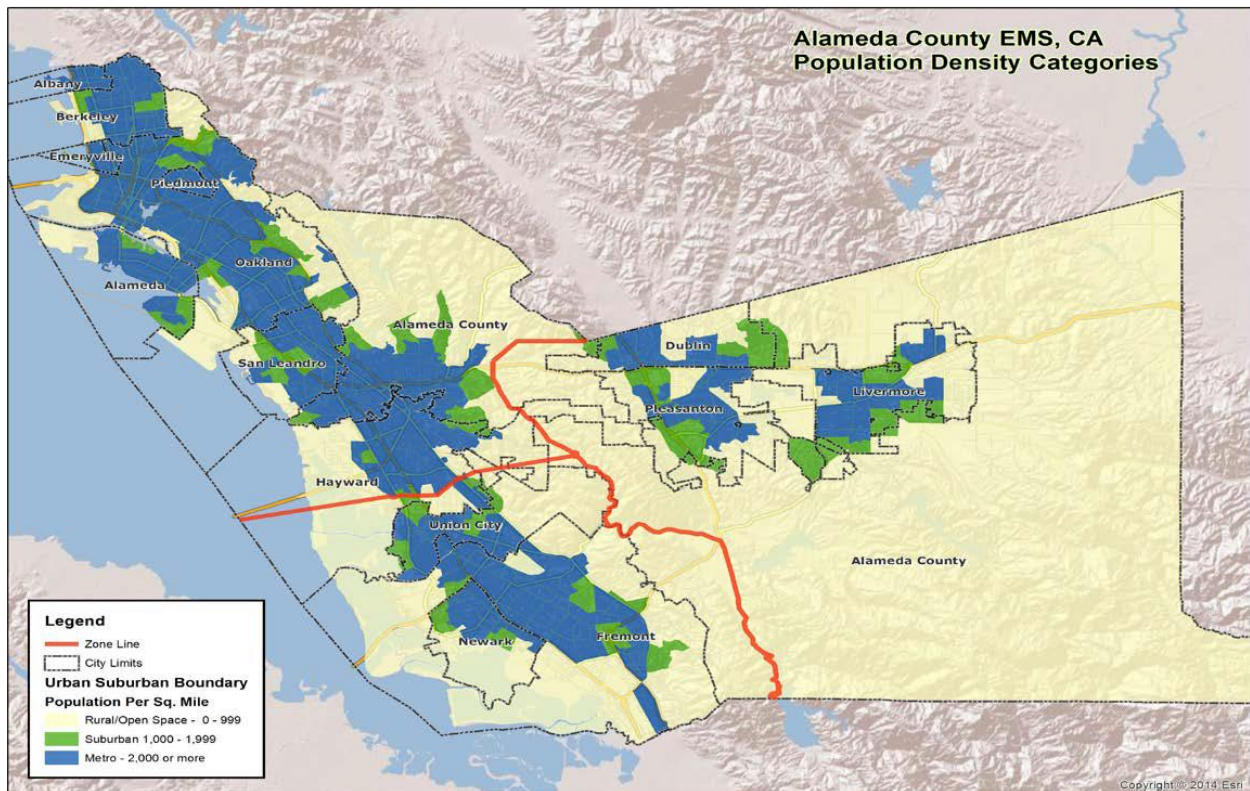 Alameda County EMS, CA
Population Density Categories
Albany
Berkeley
Emeryville
Piedmont
Oakland
Alameda
Alameda County
San Leandro
Dublin
Livermore
Pleasanton
Hayward
Union City
Alameda County
Newark
Fremont
Legend
Zone Line
City Limits
Urban Suburban Boundary
Population Per Sq. Mile
Rural/Open Space - 0 - 999
Suburban 1,000 - 1,999
Metro - 2,000 or more
Copyright © 2014 Esri